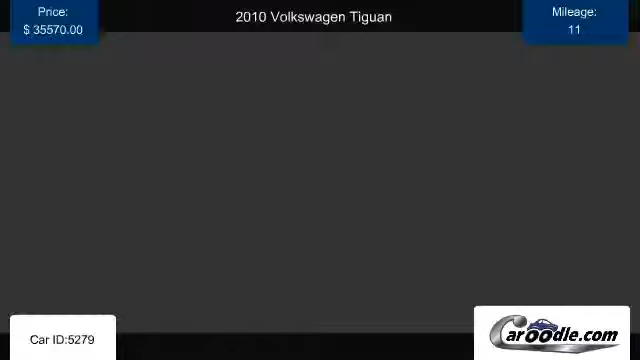 Price:
$ 35570.00
2010 Volkswagen Tiguan
Mileage:
11
Car ID:5279
Caroodle.com